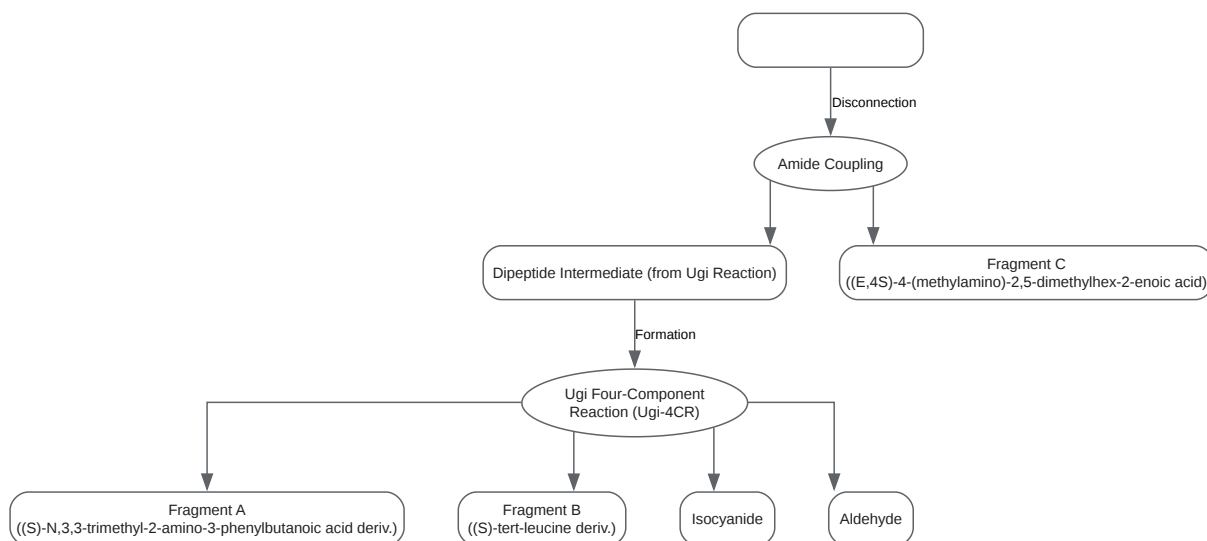 Disconnection
Amide Coupling
Dipeptide Intermediate (from Ugi Reaction)
Fragment C
((E,4S)-4-(methylamino)-2,5-dimethylhex-2-enoic acid)
Formation
Ugi Four-Component
Reaction (Ugi-4CR)
Fragment A
((S)-N,3,3-trimethyl-2-amino-3-phenylbutanoic acid deriv.)
Fragment B
((S)-tert-leucine deriv.)
Isocyanide
Aldehyde